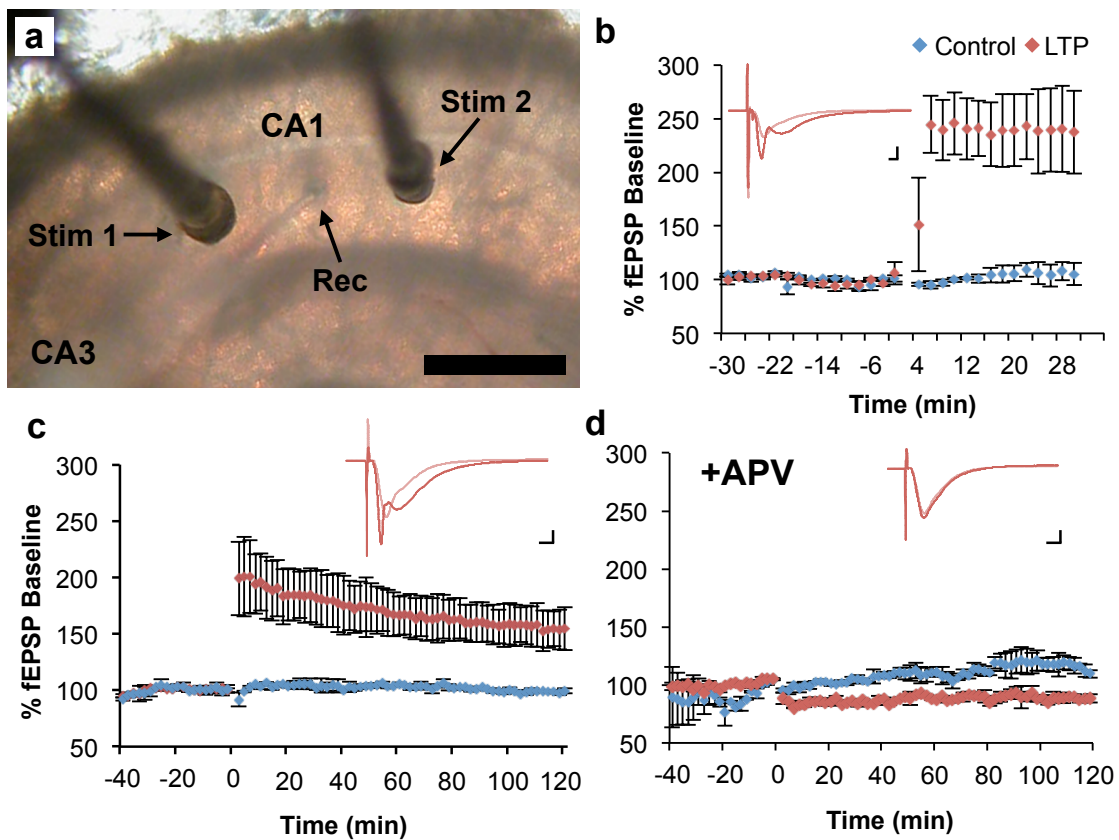 a
CA1
Stim 2
Stim 1
Rec
CA3
b
Control LTP
% fEPSP Baseline
300
250
200
150
100
50
-30 -22 -14 -6 4 12 20 28
Time (min)
c
% fEPSP Baseline
300
250
200
150
100
50
-40 -20 0 20 40 60 80 100 120
Time (min)
d
+APV
% fEPSP Baseline
300
250
200
150
100
50
-40 -20 0 20 40 60 80 100 120
Time (min)